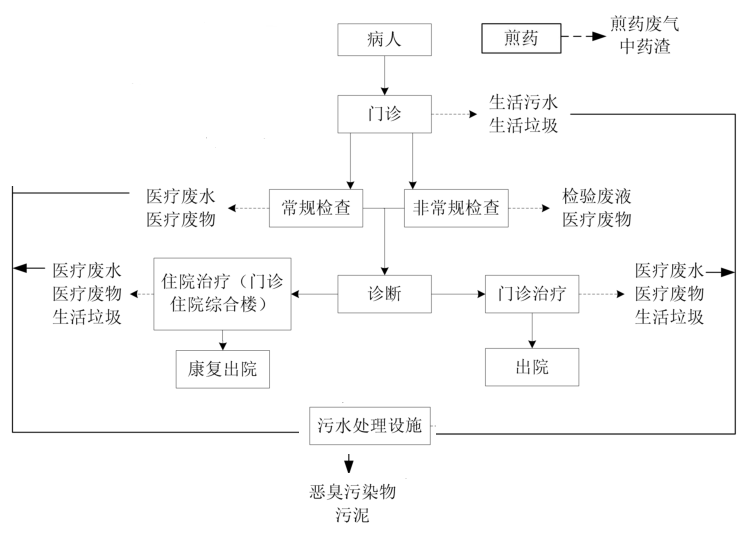 病人
煎药
煎药废气
中药渣
门诊
生活污水
生活垃圾
医疗废水
医疗废物
常规检查
非常规检查
检验废液
医疗废物
医疗废水
医疗废物
生活垃圾
住院治疗（门诊
住院综合楼）
诊断
门诊治疗
医疗废水
医疗废物
生活垃圾
康复出院
出院
污水处理设施
恶臭污染物
污泥